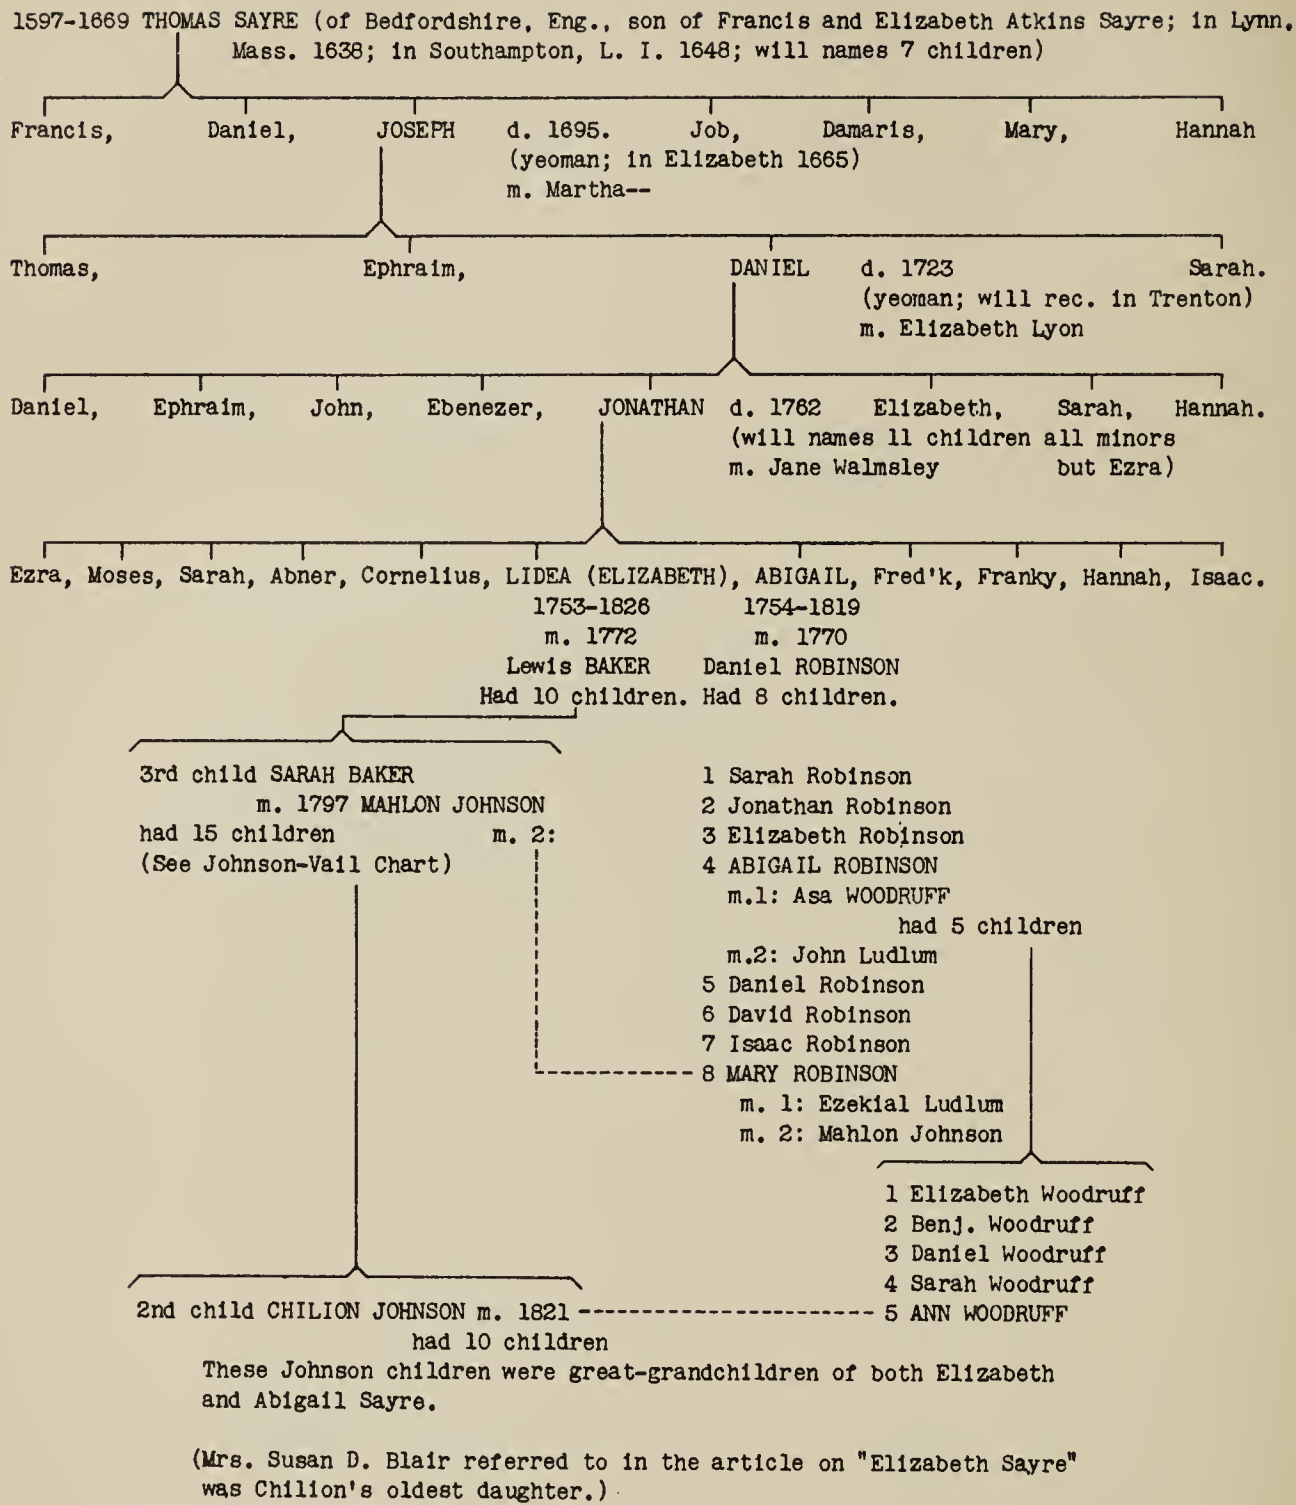 1597-1669 THOMAS SAYRE (of Bedfordshire, Eng., son of Francis and Elizabeth Atkins Sayre; in Lynn.
Mass. 1638; in Southampton, L. I. 1648; will names 7 children)
Francis, Daniel, JOSEPH d. 1695. Job, Damaris, Mary, Hannah
(yeoman; in Elizabeth 1665)
m. Martha--
Thomas, Ephraim, DANIEL d. 1723 Sarah.
(yeoman; will rec. in Trenton)
m. Elizabeth Lyon
Daniel, Ephraim, John, Ebenezer, JONATHAN d. 1762 Elizabeth, Sarah, Hannah.
(will names 11 children all minors
m. Jane Walmsley but Ezra)
Ezra, Moses, Sarah, Abner, Cornelius, LIDEA (ELIZABETH), ABIGAIL, Fred'k, Franky, Hannah, Isaac.
1753-1826 1754-1819
m. 1772 m. 1770
Lewis BAKER Daniel ROBINSON
Had 10 children. Had 8 children.
3rd child SARAH BAKER 1 Sarah Robinson
m. 1797 MAHLON JOHNSON 2 Jonathan Robinson
had 15 children m. 2: 3 Elizabeth Robinson
(See Johnson-Vail Chart) 4 ABIGAIL ROBINSON
m.1: Asa WOODRUFF
had 5 children
m.2: John Ludlum
5 Daniel Robinson
6 David Robinson
7 Isaac Robinson
8 MARY ROBINSON
m. 1: Ezekial Ludlum
m. 2: Mahlon Johnson
1 Elizabeth Woodruff
2 Benj. Woodruff
3 Daniel Woodruff
4 Sarah Woodruff
2nd child CHILION JOHNSON m. 1821 5 ANN WOODRUFF
had 10 children
These Johnson children were great-grandchildren of both Elizabeth
and Abigail Sayre.
(Mrs. Susan D. Blair referred to in the article on "Elizabeth Sayre"
was Chilion's oldest daughter.)